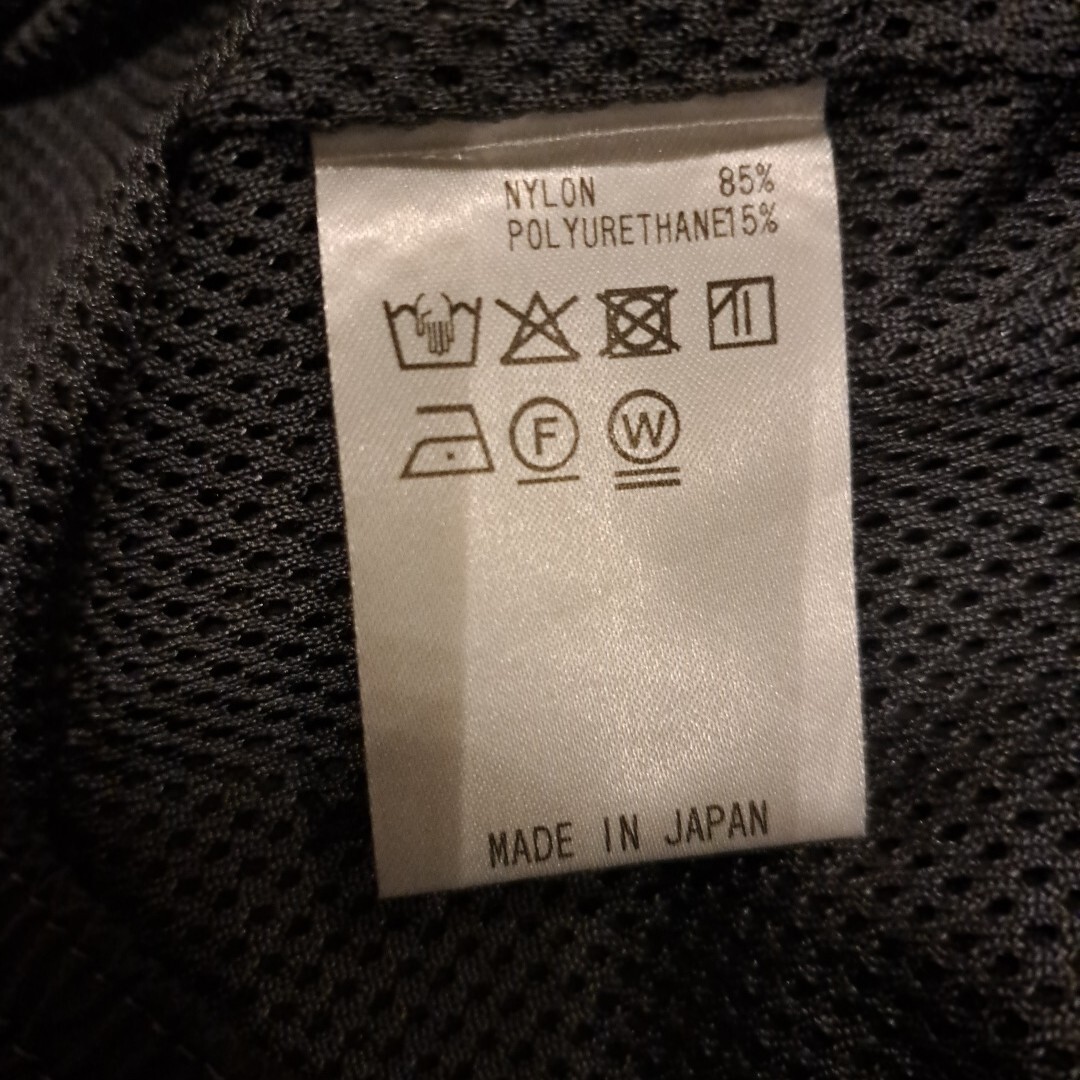 NYLON 85%
POLYURETHANE15%
F W
MADE IN JAPAN